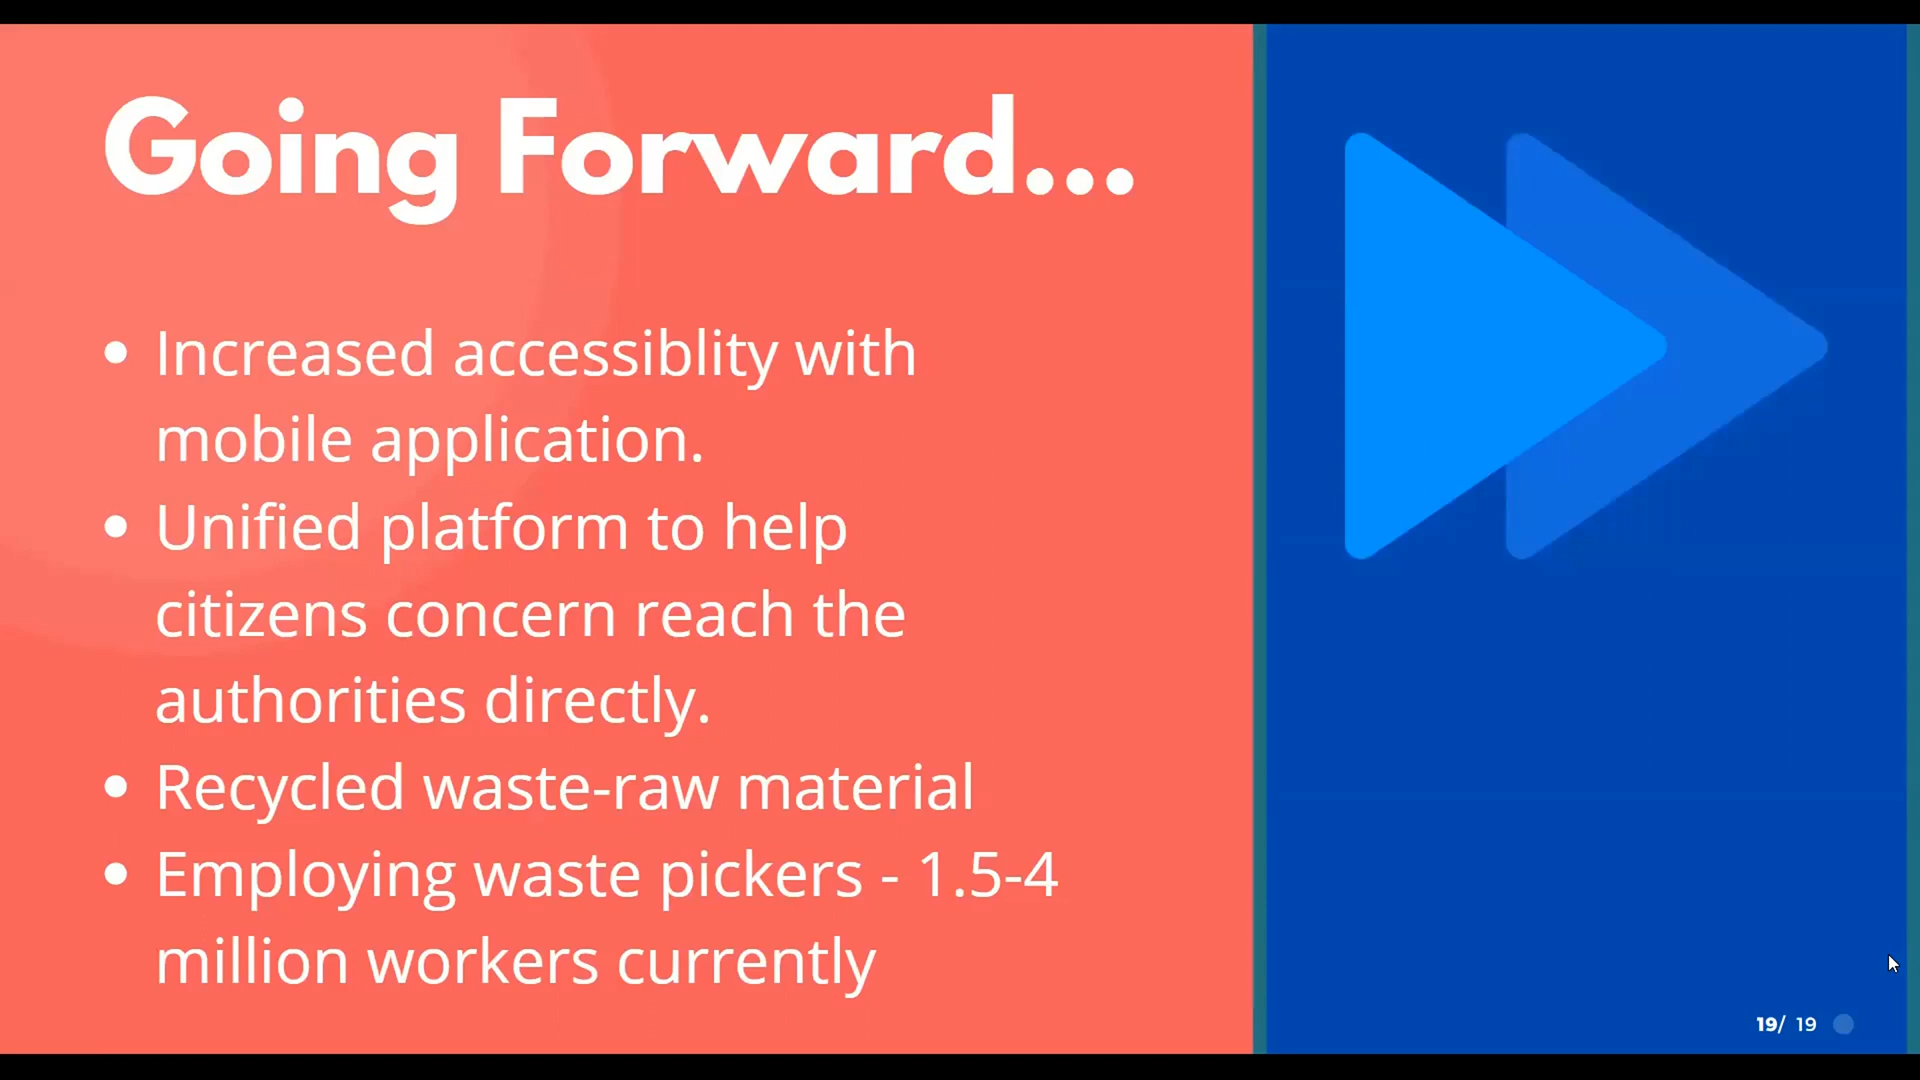 Going Forward...
• Increased accessiblity with
mobile application.
• Unified platform to help
citizens concern reach the
authorities directly.
• Recycled waste-raw material
• Employing waste pickers - 1.5-4
million workers currently
19/ 19